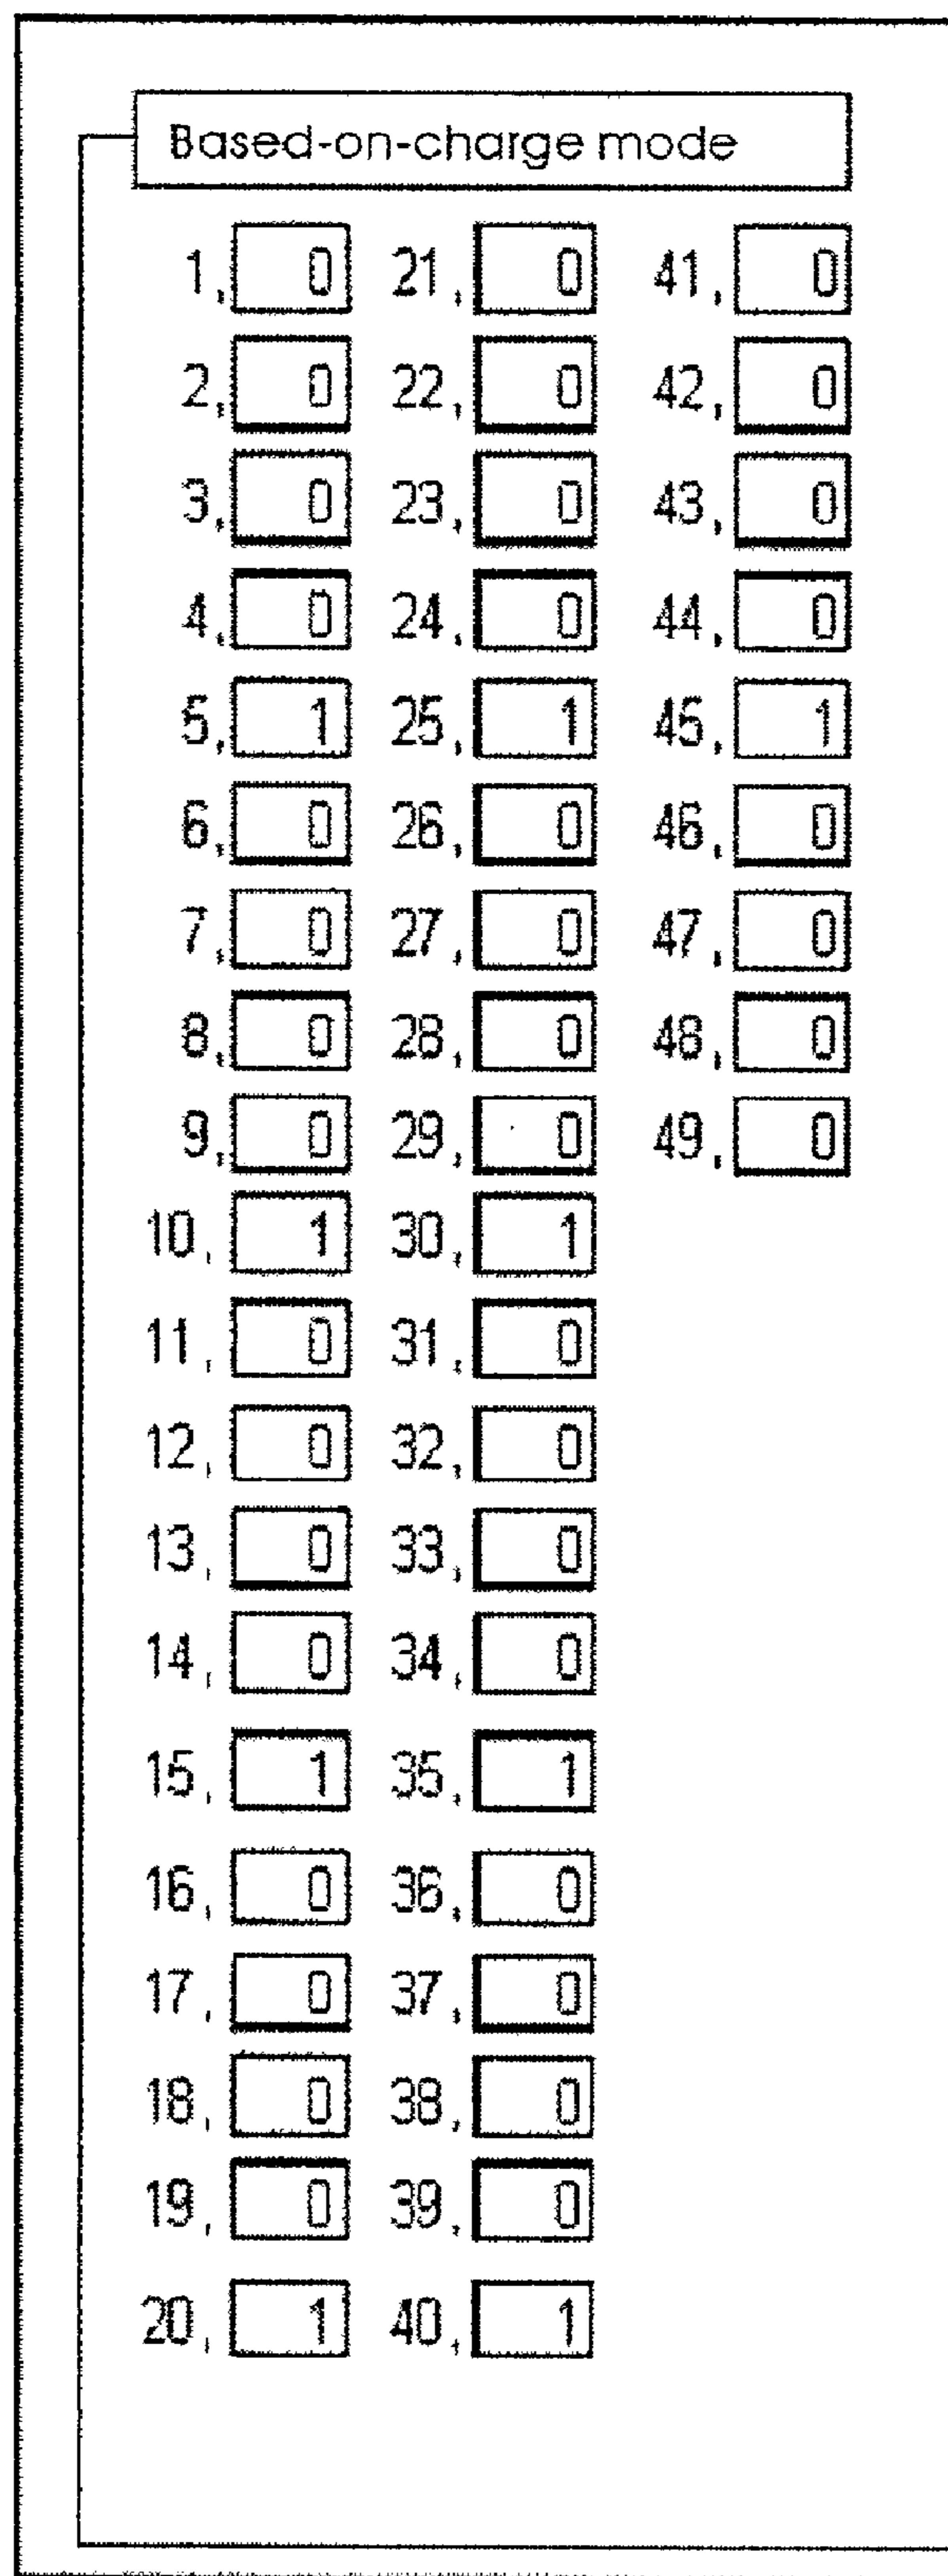 Based-on-charge mode
1, 0 21, 0 41, 0
2, 0 22, 0 42, 0
3, 0 23, 0 43, 0
4, 0 24, 0 44, 0
5, 1 25, 1 45, 1
6, 0 26, 0 46, 0
7, 0 27, 0 47, 0
8, 0 28, 0 48, 0
9, 0 29, 0 49, 0
10, 1 30, 1
11, 0 31, 0
12, 0 32, 0
13, 0 33, 0
14, 0 34, 0
15, 1 35, 1
16, 0 36, 0
17, 0 37, 0
18, 0 38, 0
19, 0 39, 0
20, 1 40, 1